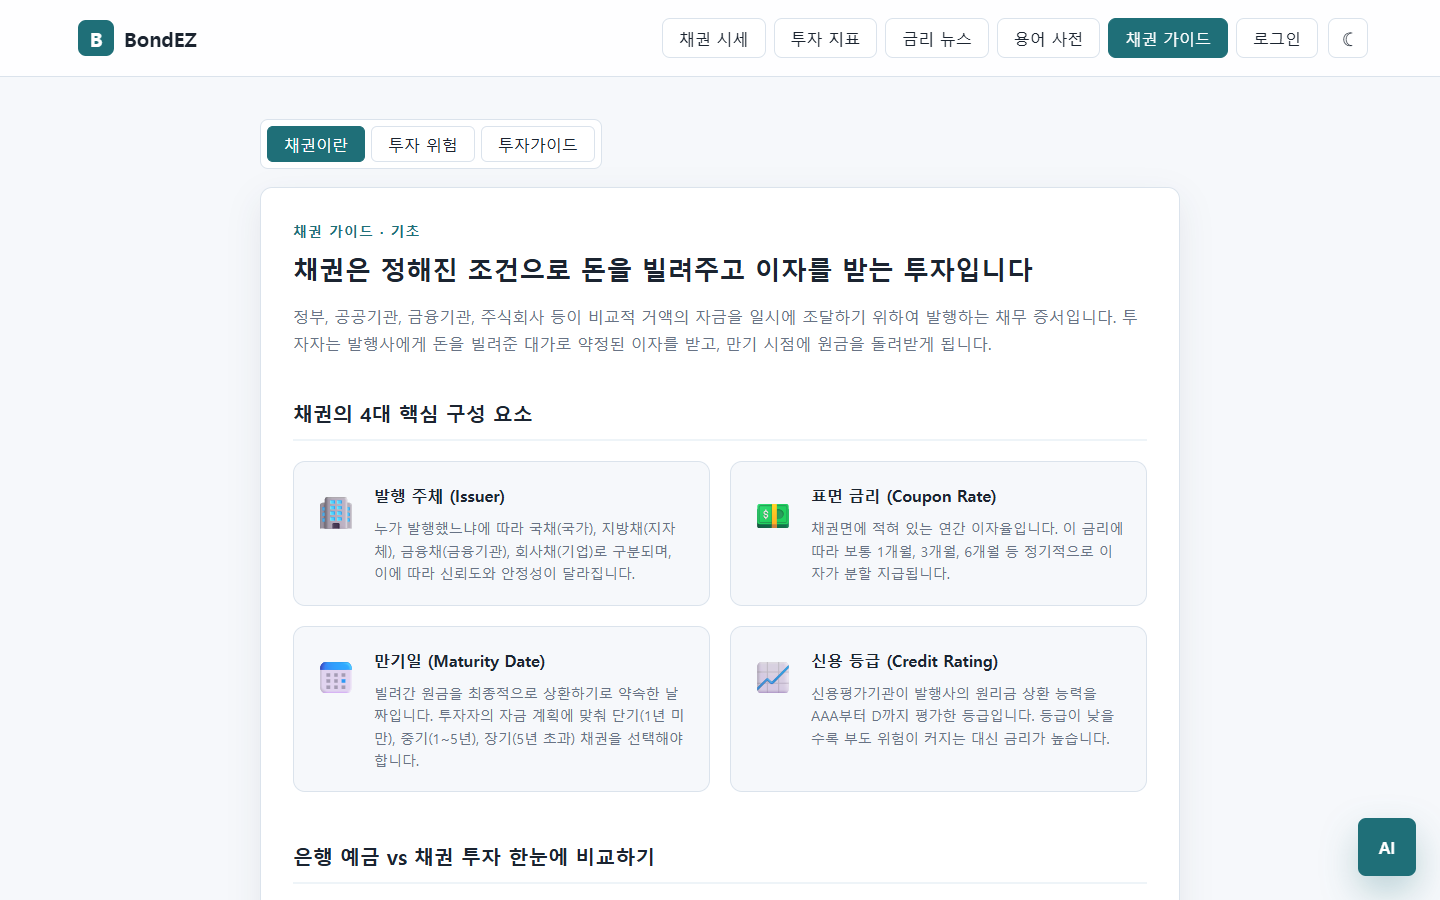 B BondEZ
채권 시세 투자 지표 금리 뉴스 용어 사전 채권 가이드 로그인
채권이란 투자 위험 투자가이드
채권 가이드 · 기초
채권은 정해진 조건으로 돈을 빌려주고 이자를 받는 투자입니다
정부, 공공기관, 금융기관, 주식회사 등이 비교적 거액의 자금을 일시에 조달하기 위하여 발행하는 채무 증서입니다. 투
자자는 발행사에게 돈을 빌려준 대가로 약정된 이자를 받고, 만기 시점에 원금을 돌려받게 됩니다.
채권의 4대 핵심 구성 요소
발행 주체 (Issuer)
누가 발행했느냐에 따라 국채(국가), 지방채(지자
체), 금융채(금융기관), 회사채(기업)로 구분되며,
이에 따라 신뢰도와 안정성이 달라집니다.
표면 금리 (Coupon Rate)
채권면에 적혀 있는 연간 이자율입니다. 이 금리에
따라 보통 1개월, 3개월, 6개월 등 정기적으로 이
자가 분할 지급됩니다.
만기일 (Maturity Date)
빌려간 원금을 최종적으로 상환하기로 약속한 날
짜입니다. 투자자의 자금 계획에 맞춰 단기(1년 미
만), 중기(1~5년), 장기(5년 초과) 채권을 선택해야
합니다.
신용 등급 (Credit Rating)
신용평가기관이 발행사의 원리금 상환 능력을
AAA부터 D까지 평가한 등급입니다. 등급이 낮을
수록 부도 위험이 커지는 대신 금리가 높습니다.
은행 예금 vs 채권 투자 한눈에 비교하기
AI